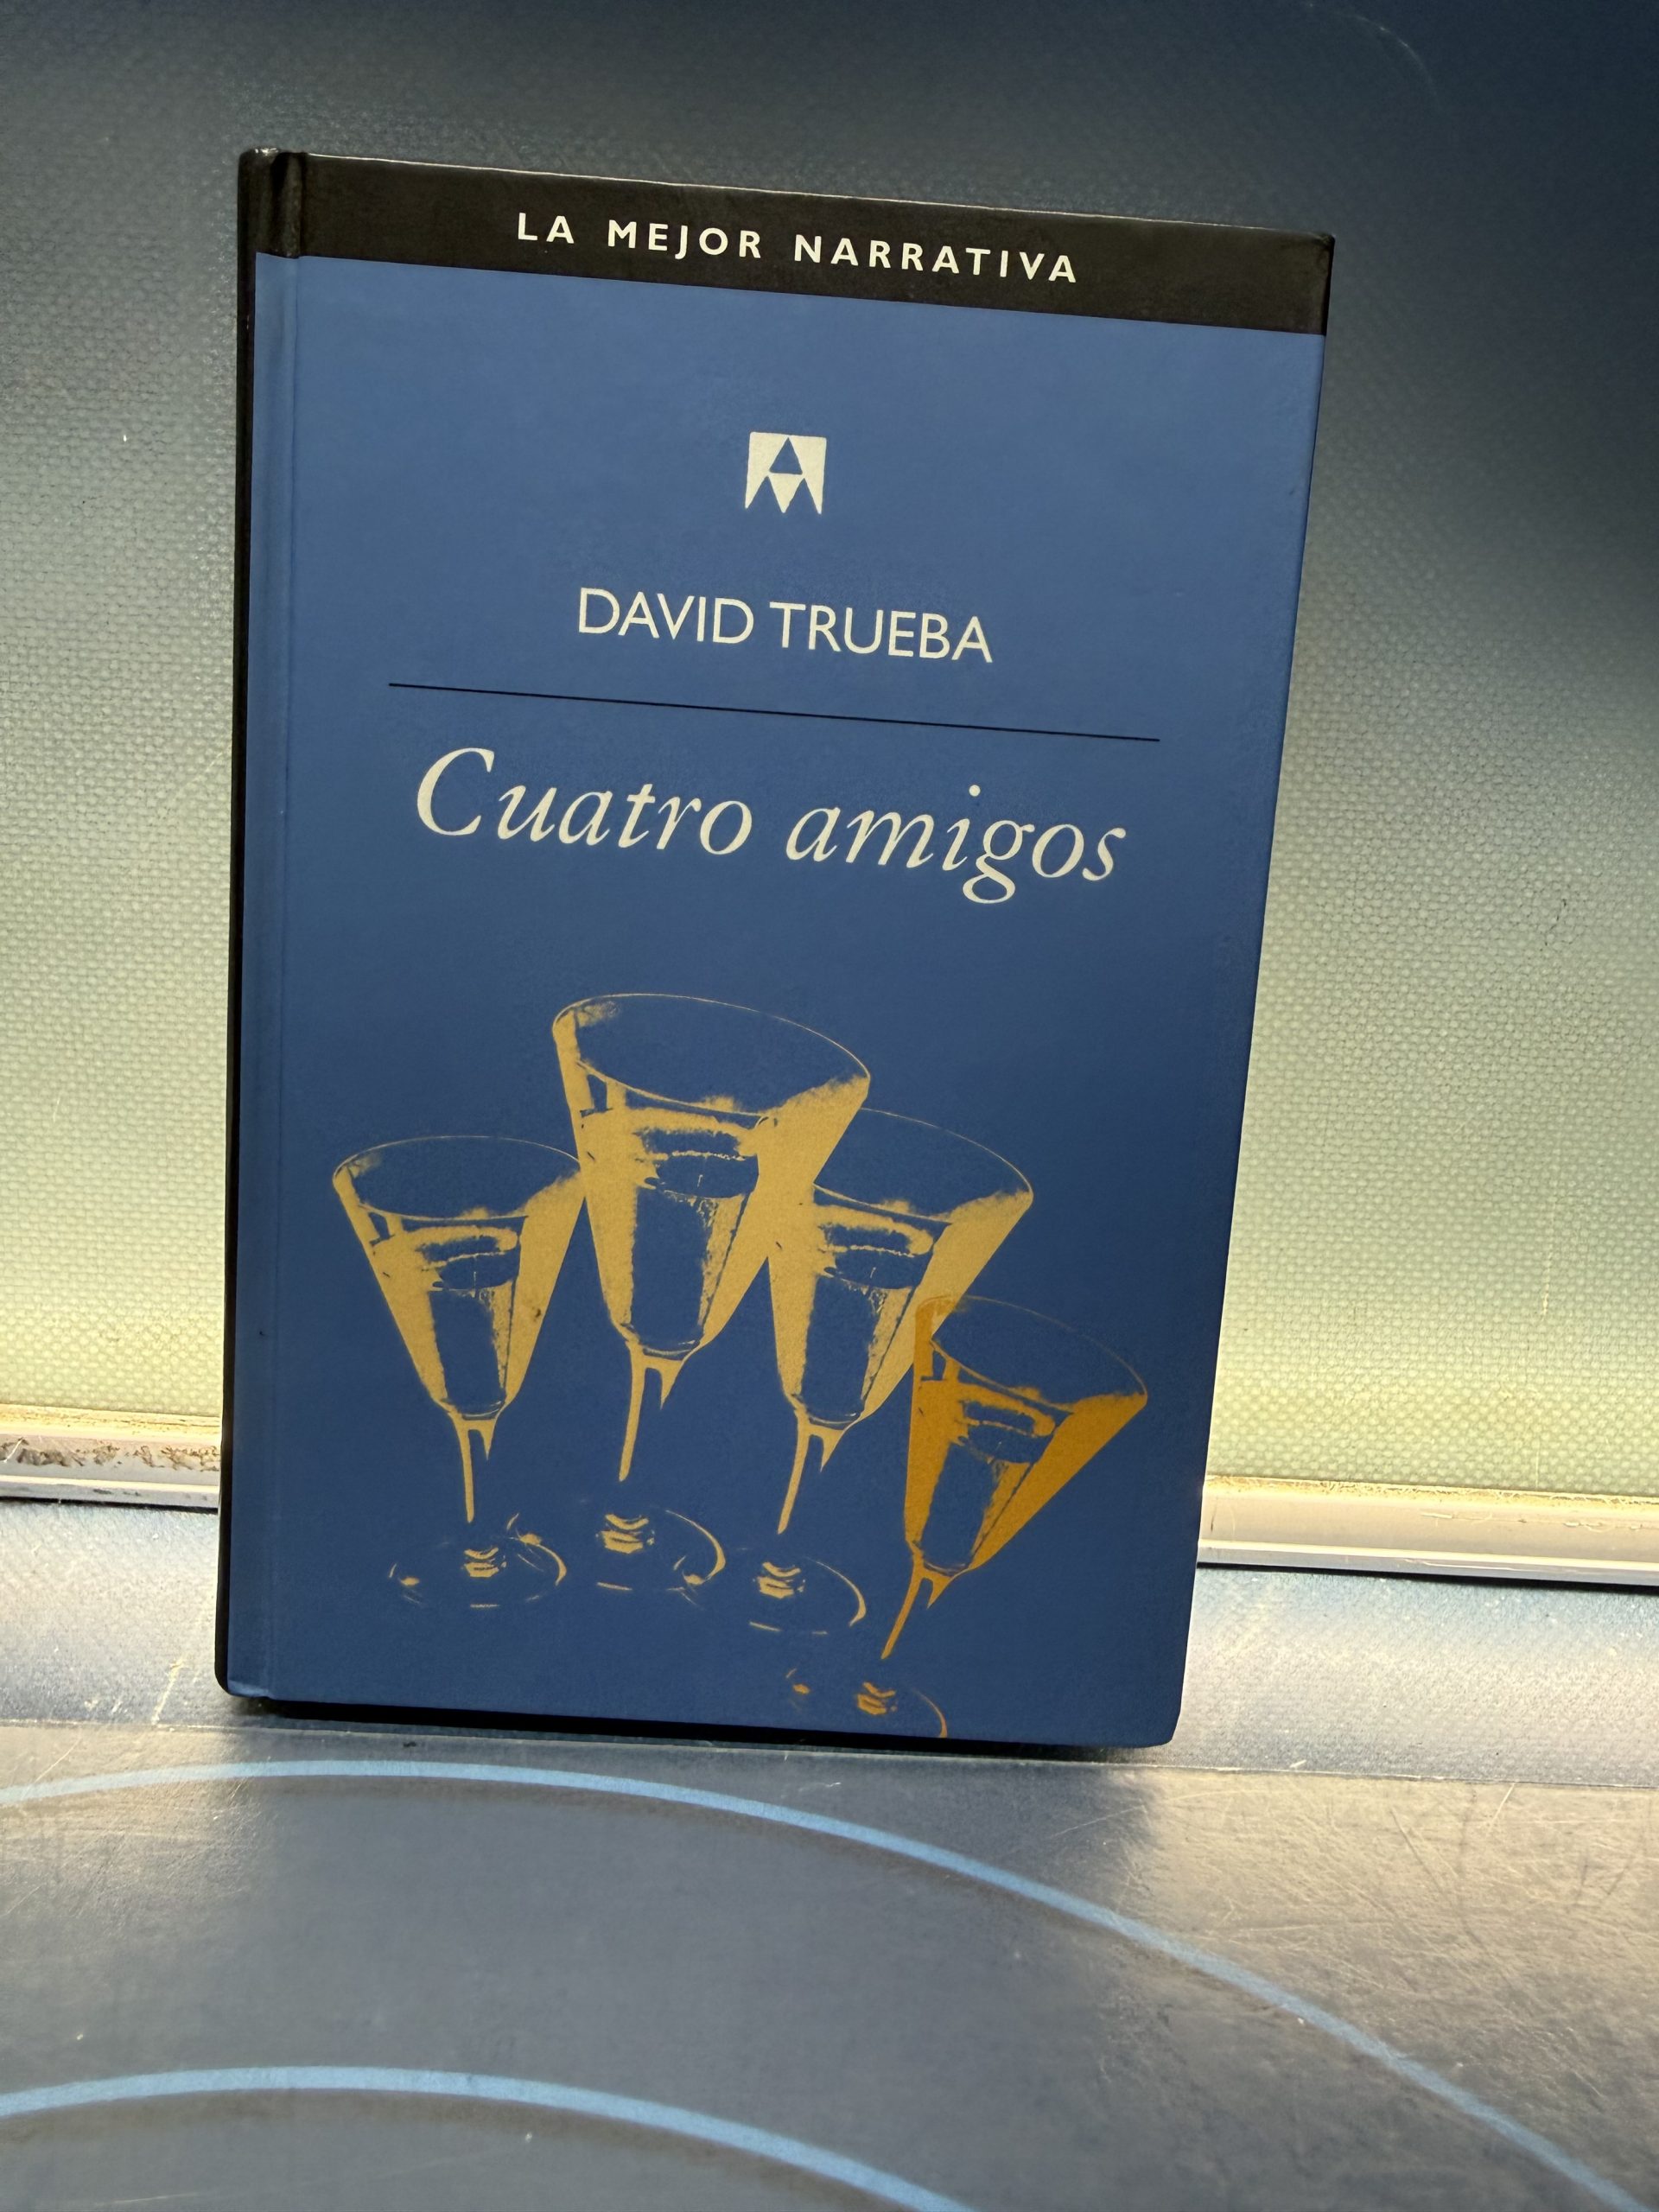 LA MEJOR NARRATIVA
DAVID TRUEBA
Cuatro amigos